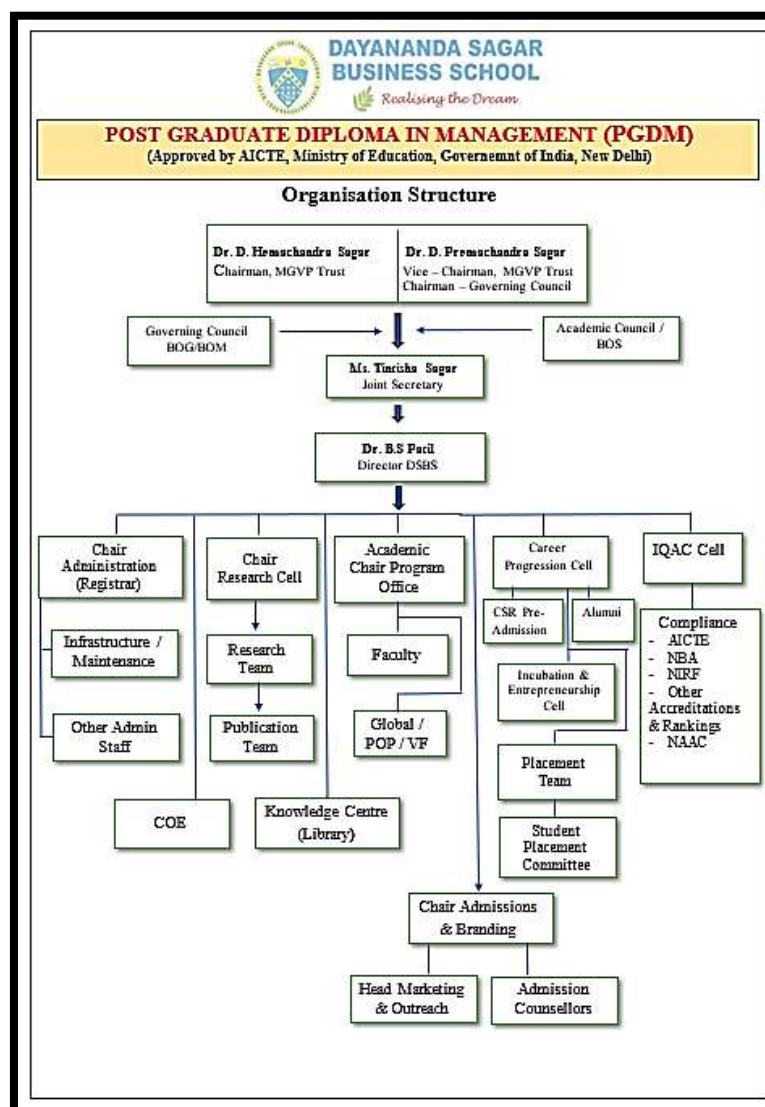 DAYANANDA SAGAR
BUSINESS SCHOOL
Realising the Dream
POST GRADUATE DIPLOMA IN MANAGEMENT (PGDM)
(Approved by AICTE, Ministry of Education, Governemnt of India, New Delhi)
Organisation Structure
Dr. D. Hemachandra Sagar
Chairman, MGVP Trust
Dr. D. Premachandra Sagar
Vice – Chairman, MGVP Trust
Chairman – Governing Council
Governing Council
BOG/BOM
Academic Council /
BOS
Ms. Sagar
Joint Secretary
Dr. B.S Patil
Director DSBS
Chair
Administration
(Registrar)
Infrastructure /
Maintenance
Other Admin
Staff
COE
Chair
Research Cell
Research
Team
Publication
Team
Knowledge Centre
(Library)
Academic
Chair Program
Office
Faculty
Global /
POP / VF
Career
Progression Cell
CSR Pre-
Admission
Alumni
Incubation &
Entrepreneurship
Cell
Placement
Team
Student
Placement
Committee
IQAC Cell
Compliance
- AICTE
- NBA
- NIRF
- Other
Accreditations
& Rankings
- NAAC
Chair Admissions
& Branding
Head Marketing
& Outreach
Admission
Counsellors